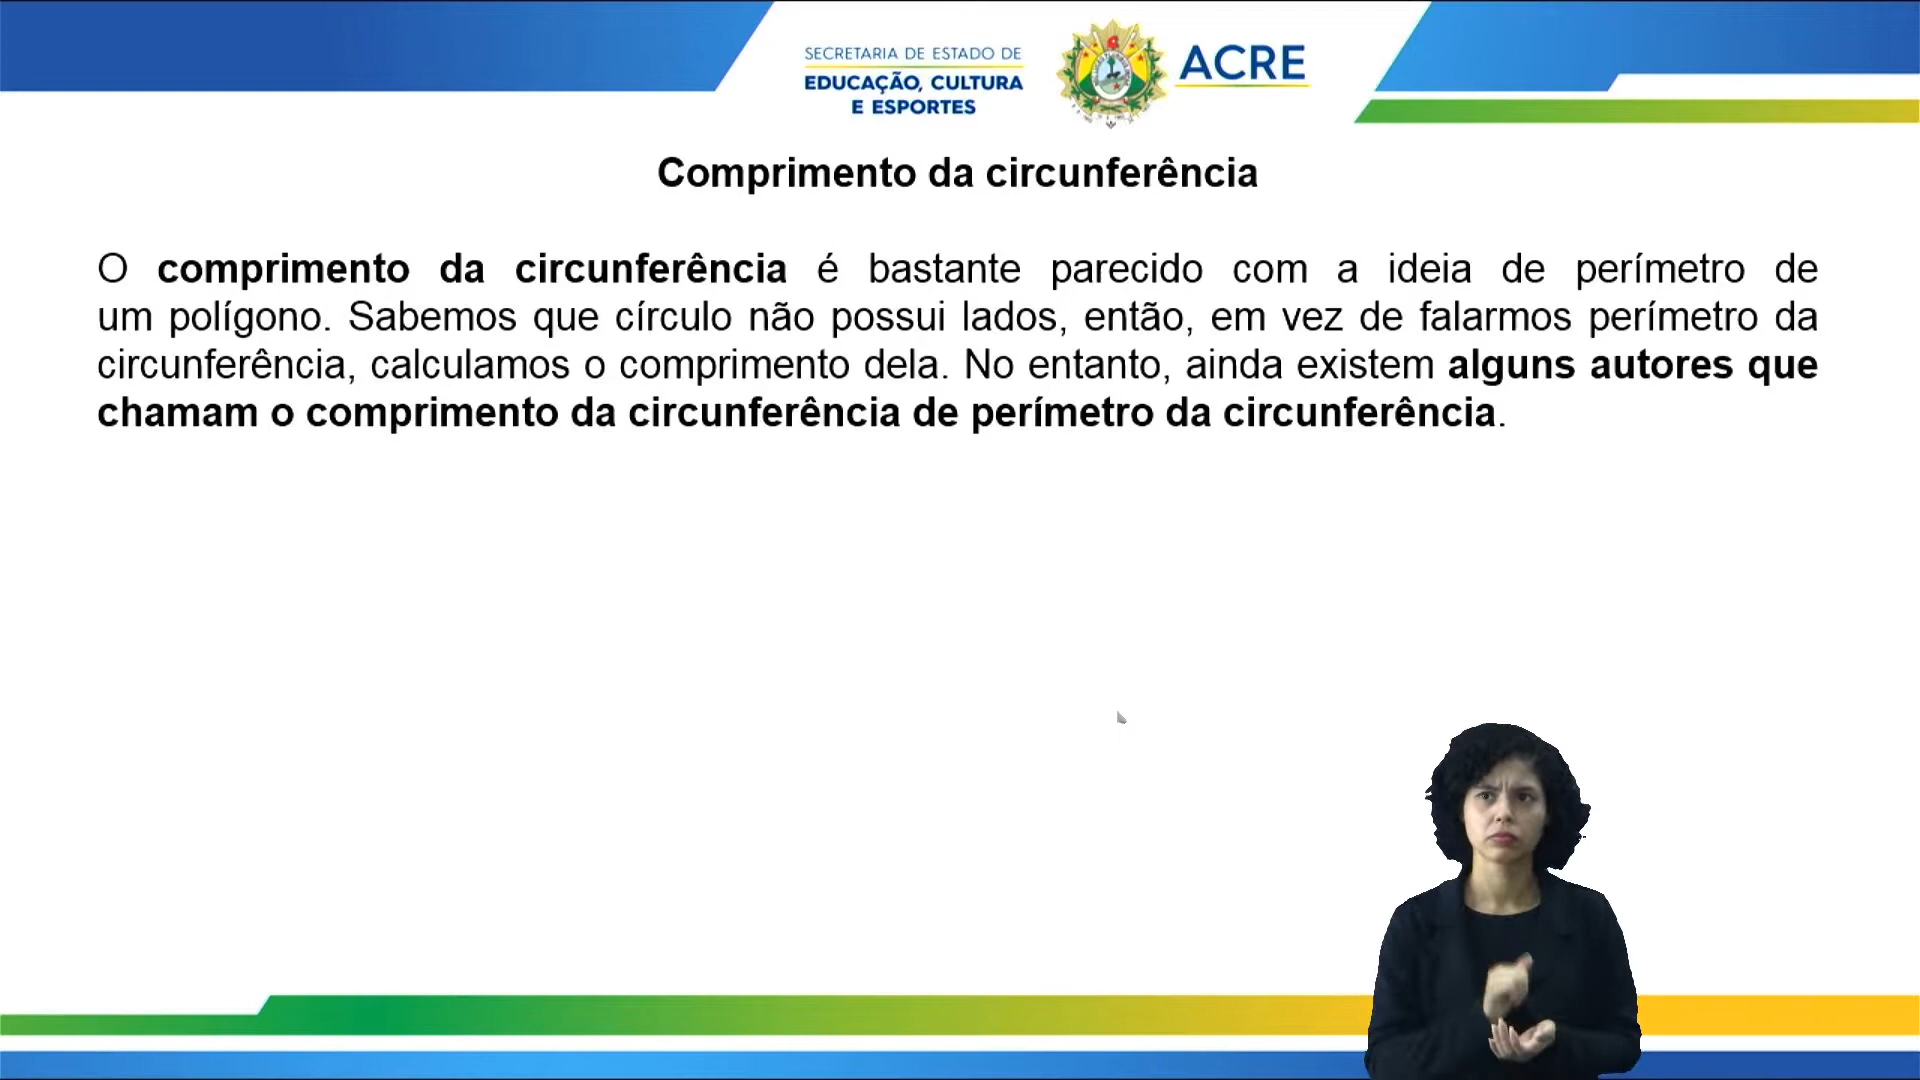 SECRETARIA DE ESTADO DE
EDUCAÇÃO, CULTURA
E ESPORTES
ACRE
Comprimento da circunferência
O comprimento da circunferência é bastante parecido com a ideia de perímetro de
um polígono. Sabemos que círculo não possui lados, então, em vez de falarmos perímetro da
circunferência, calculamos o comprimento dela. No entanto, ainda existem alguns autores que
chamam o comprimento da circunferência de perímetro da circunferência.